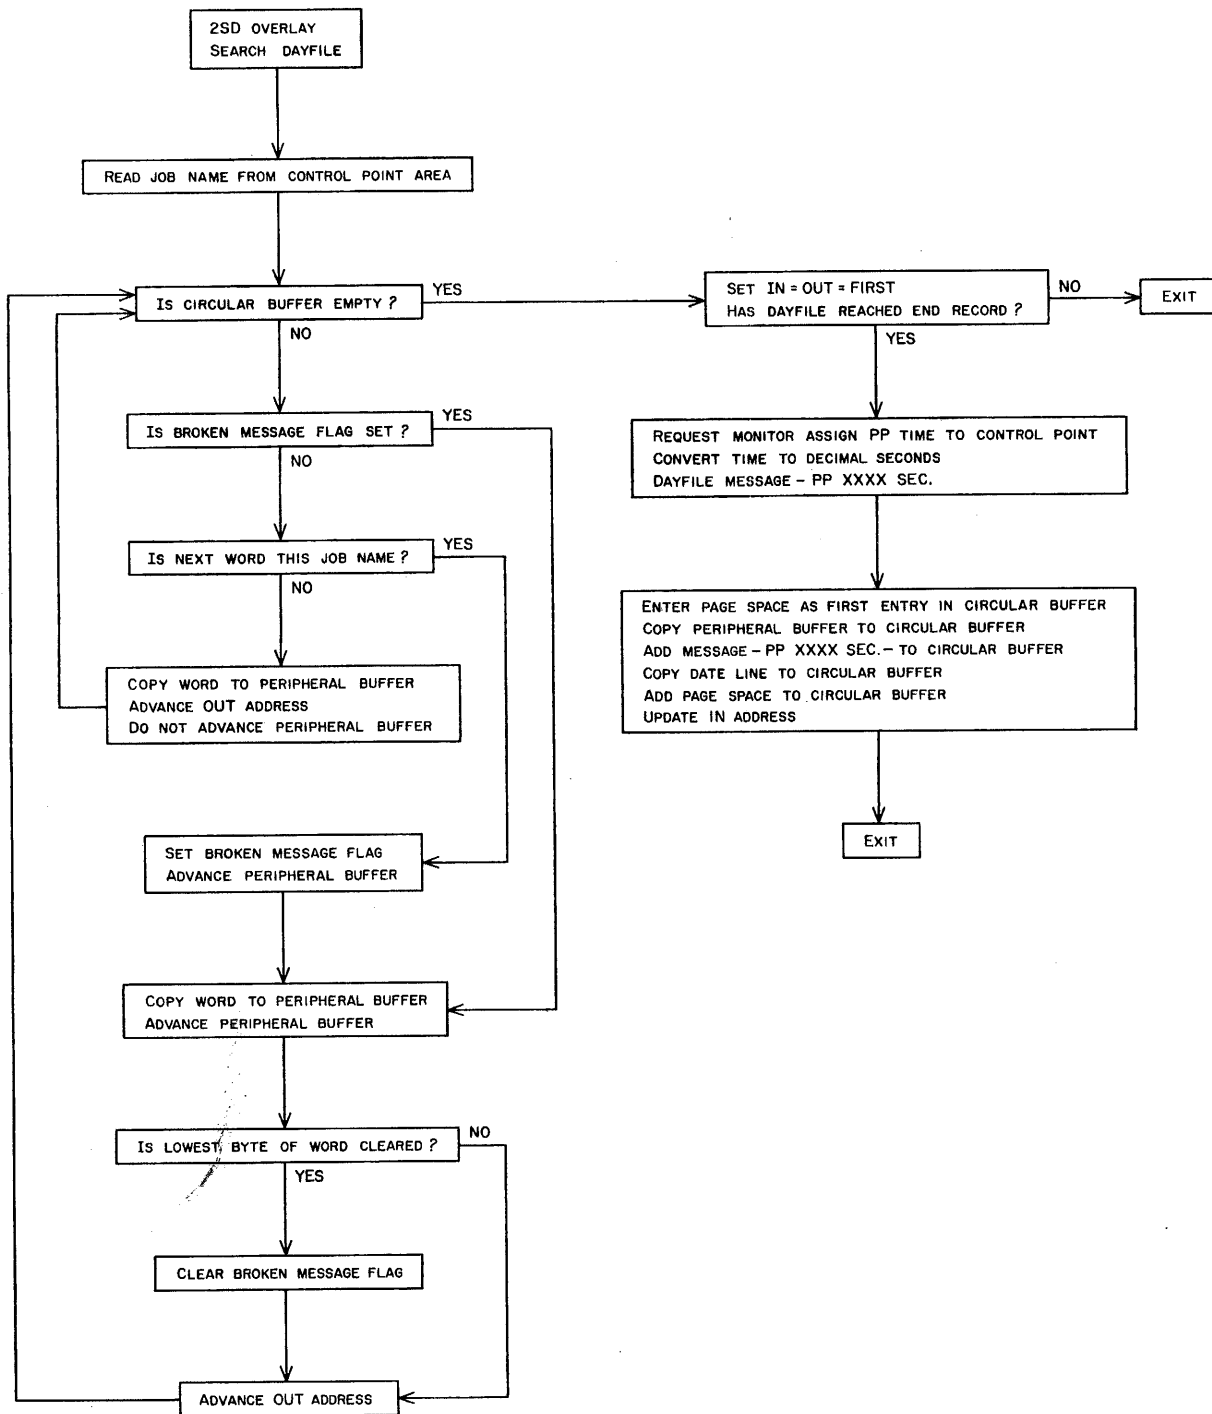 2SD OVERLAY
SEARCH DAYFILE
READ JOB NAME FROM CONTROL POINT AREA
IS CIRCULAR BUFFER EMPTY?
YES
NO
SET IN = OUT = FIRST
HAS DAYFILE REACHED END RECORD?
NO
EXIT
YES
REQUEST MONITOR ASSIGN PP TIME TO CONTROL POINT
CONVERT TIME TO DECIMAL SECONDS
DAYFILE MESSAGE – PP XXXX SEC.
ENTER PAGE SPACE AS FIRST ENTRY IN CIRCULAR BUFFER
COPY PERIPHERAL BUFFER TO CIRCULAR BUFFER
ADD MESSAGE – PP XXXX SEC. – TO CIRCULAR BUFFER
COPY DATE LINE TO CIRCULAR BUFFER
ADD PAGE SPACE TO CIRCULAR BUFFER
UPDATE IN ADDRESS
EXIT
IS BROKEN MESSAGE FLAG SET?
YES
NO
IS NEXT WORD THIS JOB NAME?
YES
NO
COPY WORD TO PERIPHERAL BUFFER
ADVANCE OUT ADDRESS
DO NOT ADVANCE PERIPHERAL BUFFER
SET BROKEN MESSAGE FLAG
ADVANCE PERIPHERAL BUFFER
COPY WORD TO PERIPHERAL BUFFER
ADVANCE PERIPHERAL BUFFER
IS LOWEST BYTE OF WORD CLEARED?
NO
YES
CLEAR BROKEN MESSAGE FLAG
ADVANCE OUT ADDRESS